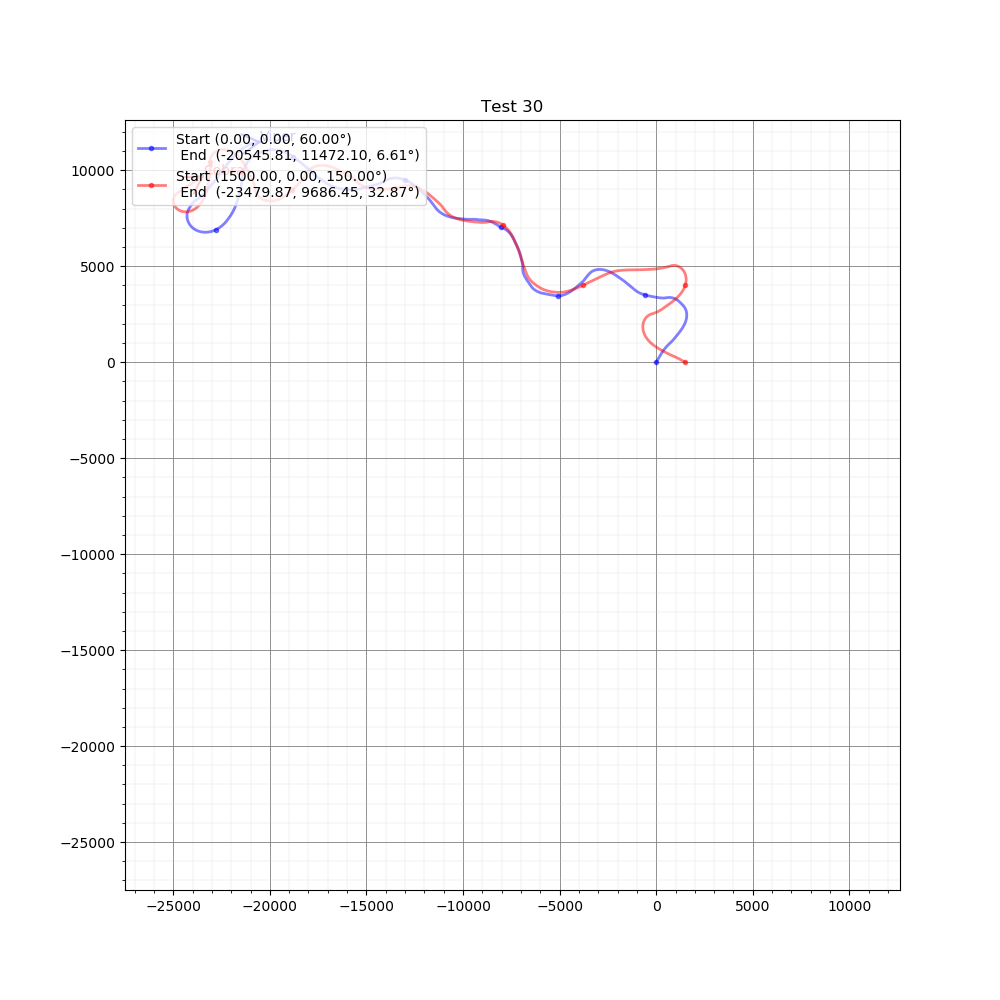 Test 30
Start (0.00, 0.00, 60.00°)
End (-20545.81, 11472.10, 6.61°)
Start (1500.00, 0.00, 150.00°)
End (-23479.87, 9686.45, 32.87°)
10000
5000
0
−5000
−10000
−15000
−20000
−25000
−25000 −20000 −15000 −10000 −5000 0 5000 10000